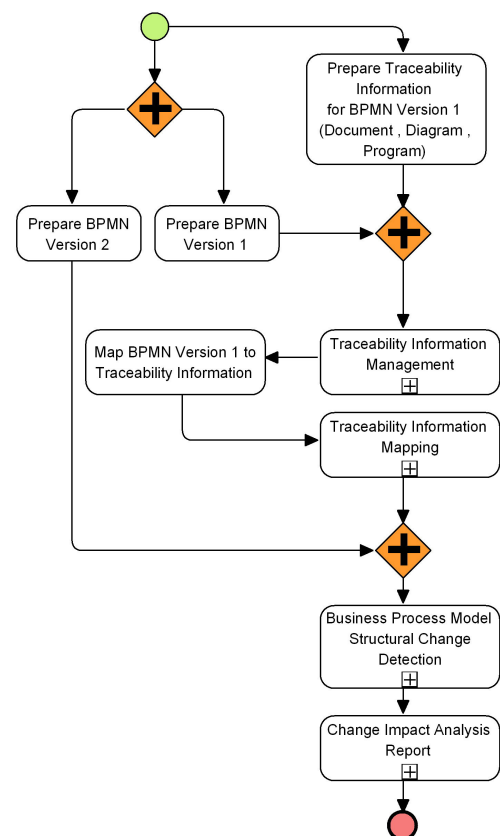 Prepare Traceability
Information
for BPMN Version 1
(Document , Diagram ,
Program)
Prepare BPMN
Version 2
Prepare BPMN
Version 1
Traceability Information
Management
Map BPMN Version 1 to
Traceability Information
Traceability Information
Mapping
Business Process Model
Structural Change
Detection
Change Impact Analysis
Report